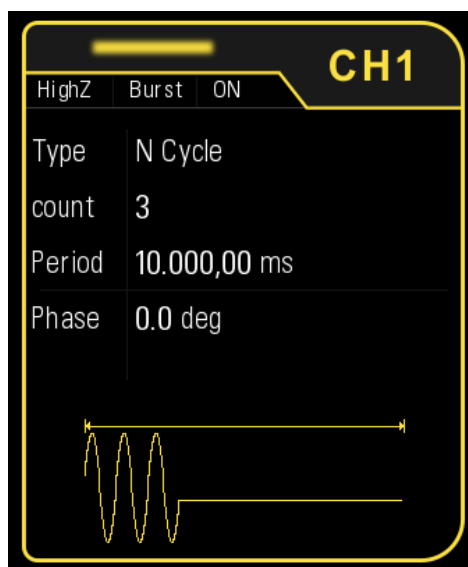 CH1
HighZ Burst ON
Type N Cycle
count 3
Period 10.000,00 ms
Phase 0.0 deg